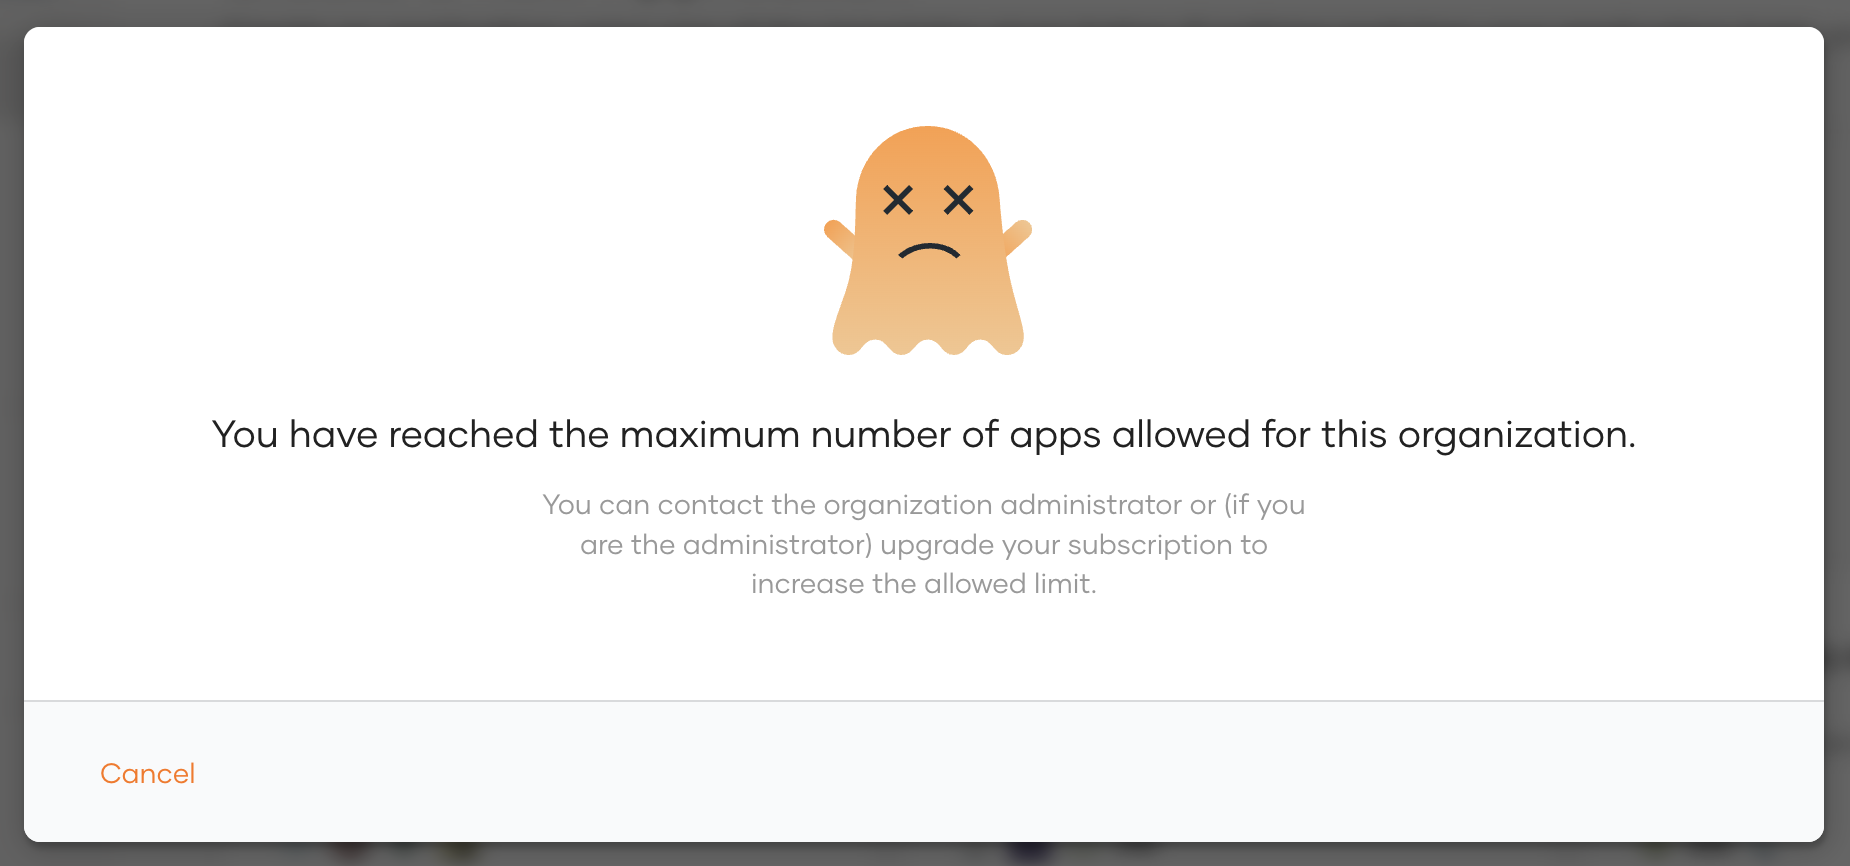 You have reached the maximum number of apps allowed for this organization.
You can contact the organization administrator or (if you
are the administrator) upgrade your subscription to
increase the allowed limit.
Cancel